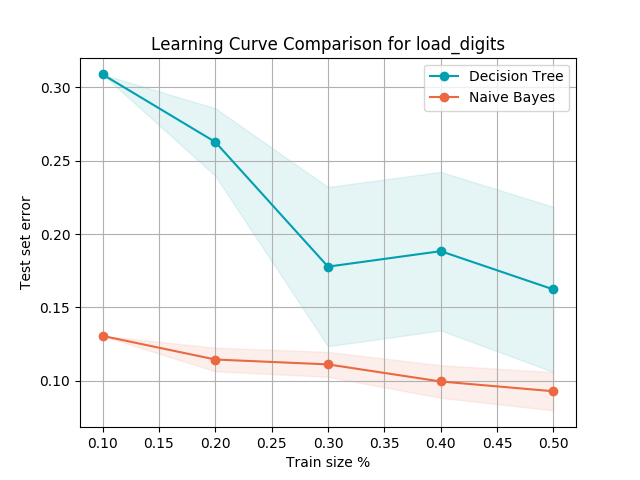 Learning Curve Comparison for load_digits
Decision Tree
Naive Bayes
Test set error
0.30
0.25
0.20
0.15
0.10
0.10 0.15 0.20 0.25 0.30 0.35 0.40 0.45 0.50
Train size %